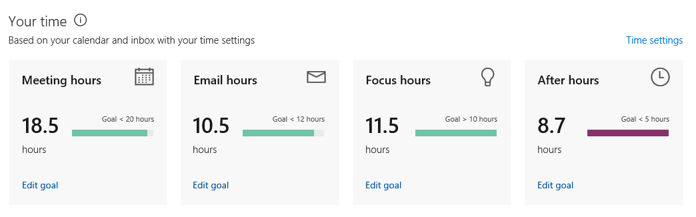 Your time
Based on your calendar and inbox with your time settings
Time settings
Meeting hours
18.5
Goal < 20 hours
hours
Edit goal
Email hours
10.5
Goal < 12 hours
hours
Edit goal
Focus hours
11.5
Goal > 10 hours
hours
Edit goal
After hours
8.7
Goal < 5 hours
hours
Edit goal